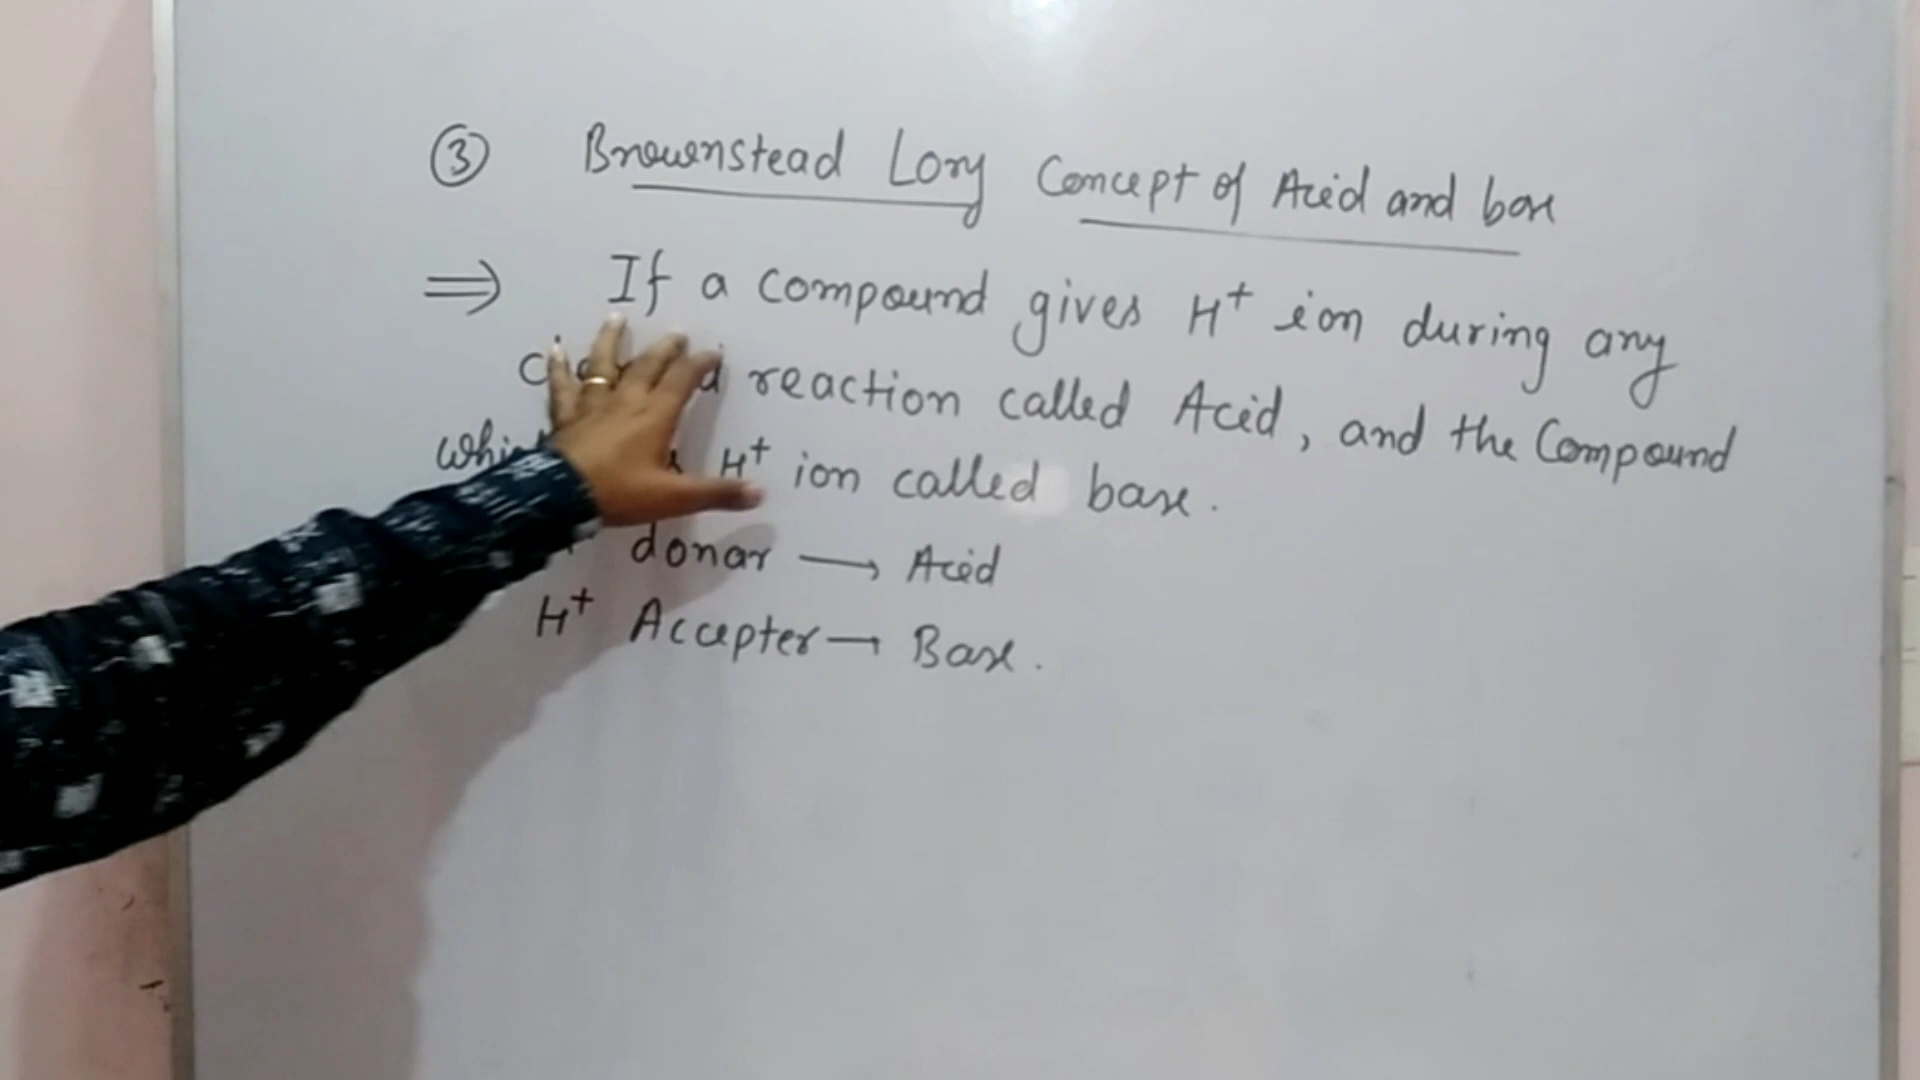 ③ Brownstead Lory Concept of Acid and base
⇒ If a compound gives H⁺ ion during any
reaction called Acid, and the Compound
H⁺ ion called base.
donar → Acid
H⁺ Accepter → Base.